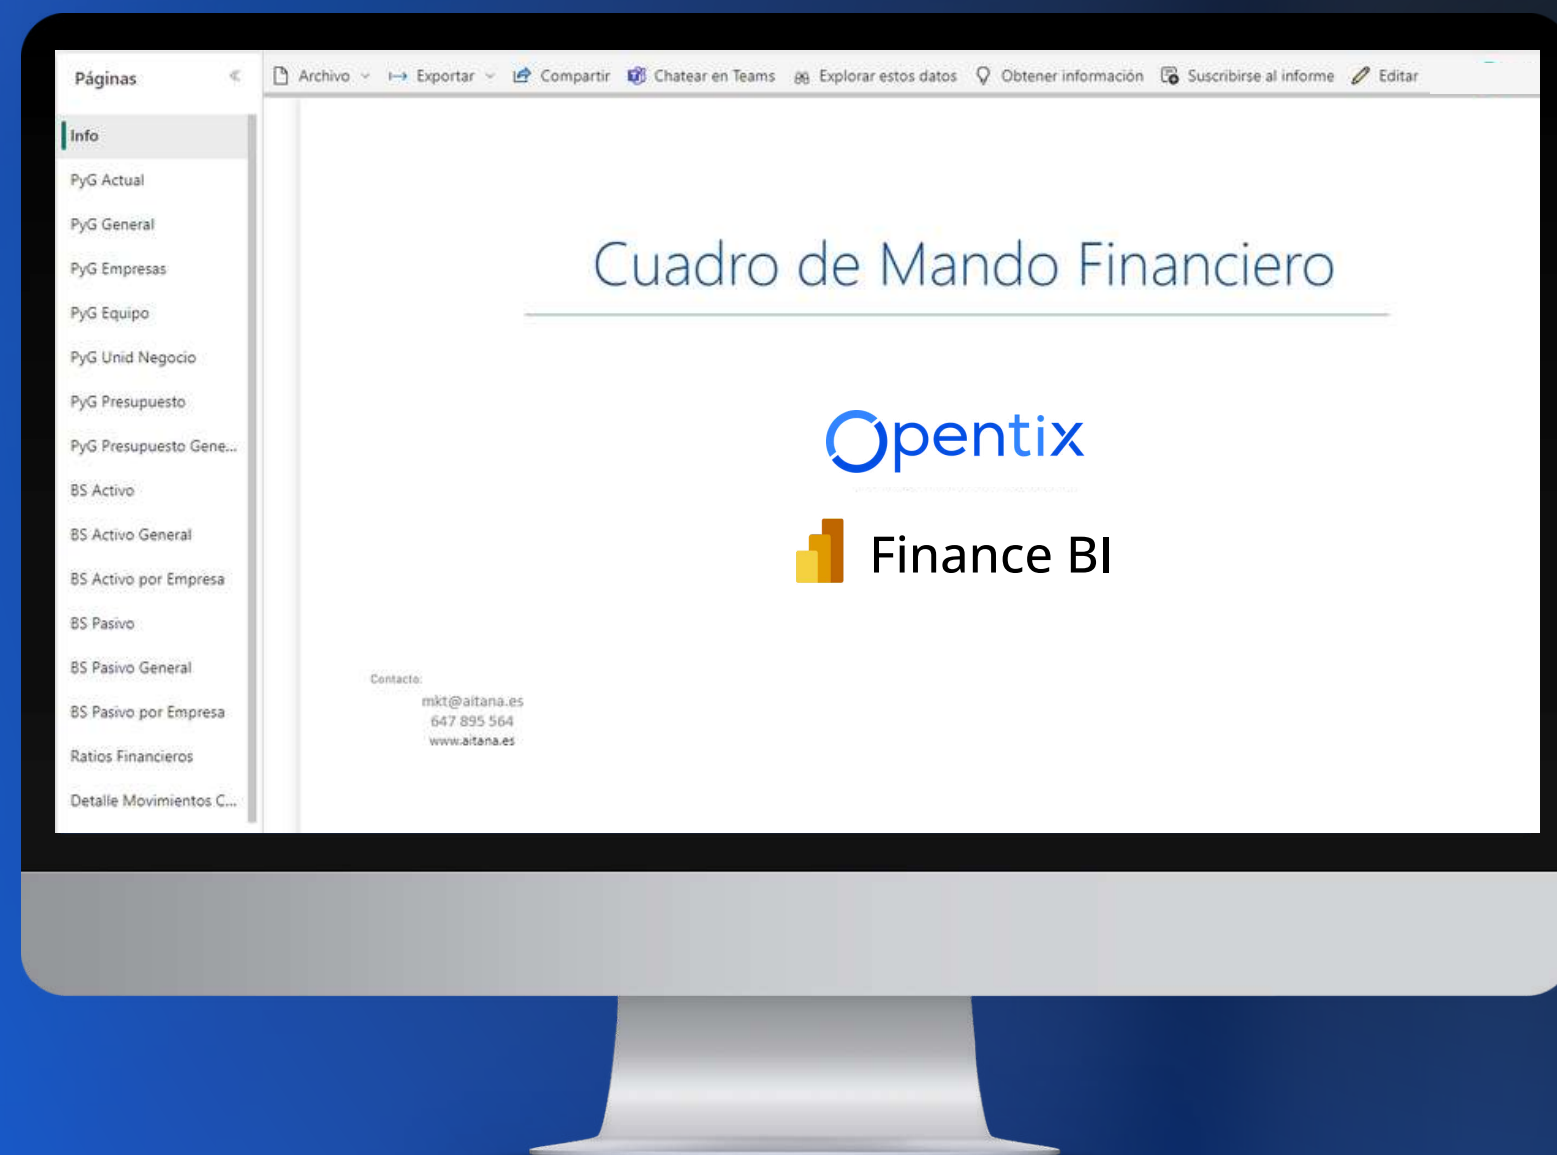 Páginas
Archivo Exportar Compartir Chatear en Teams Explorar estos datos Obtener información Suscribirse al informe Editar
Info
PyG Actual
PyG General
PyG Empresas
PyG Equipo
PyG Unid Negocio
PyG Presupuesto
PyG Presupuesto Gene...
BS Activo
BS Activo General
BS Activo por Empresa
BS Pasivo
BS Pasivo General
BS Pasivo por Empresa
Ratios Financieros
Detalle Movimientos C...
Cuadro de Mando Financiero
Opentix
Finance BI
Contacto:
mkt@aitana.es
647 895 564
www.aitana.es